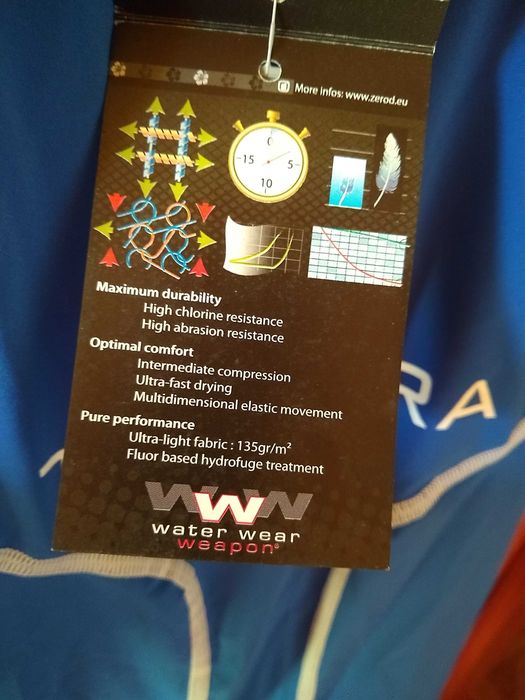 More infos: www.zerod.eu
0
-15
5-
10
Maximum durability
High chlorine resistance
High abrasion resistance
Optimal comfort
Intermediate compression
Ultra-fast drying
Multidimensional elastic movement
Pure performance
Ultra-light fabric : 135gr/m²
Fluor based hydrofuge treatment
RA
WWW
water wear
weapon®